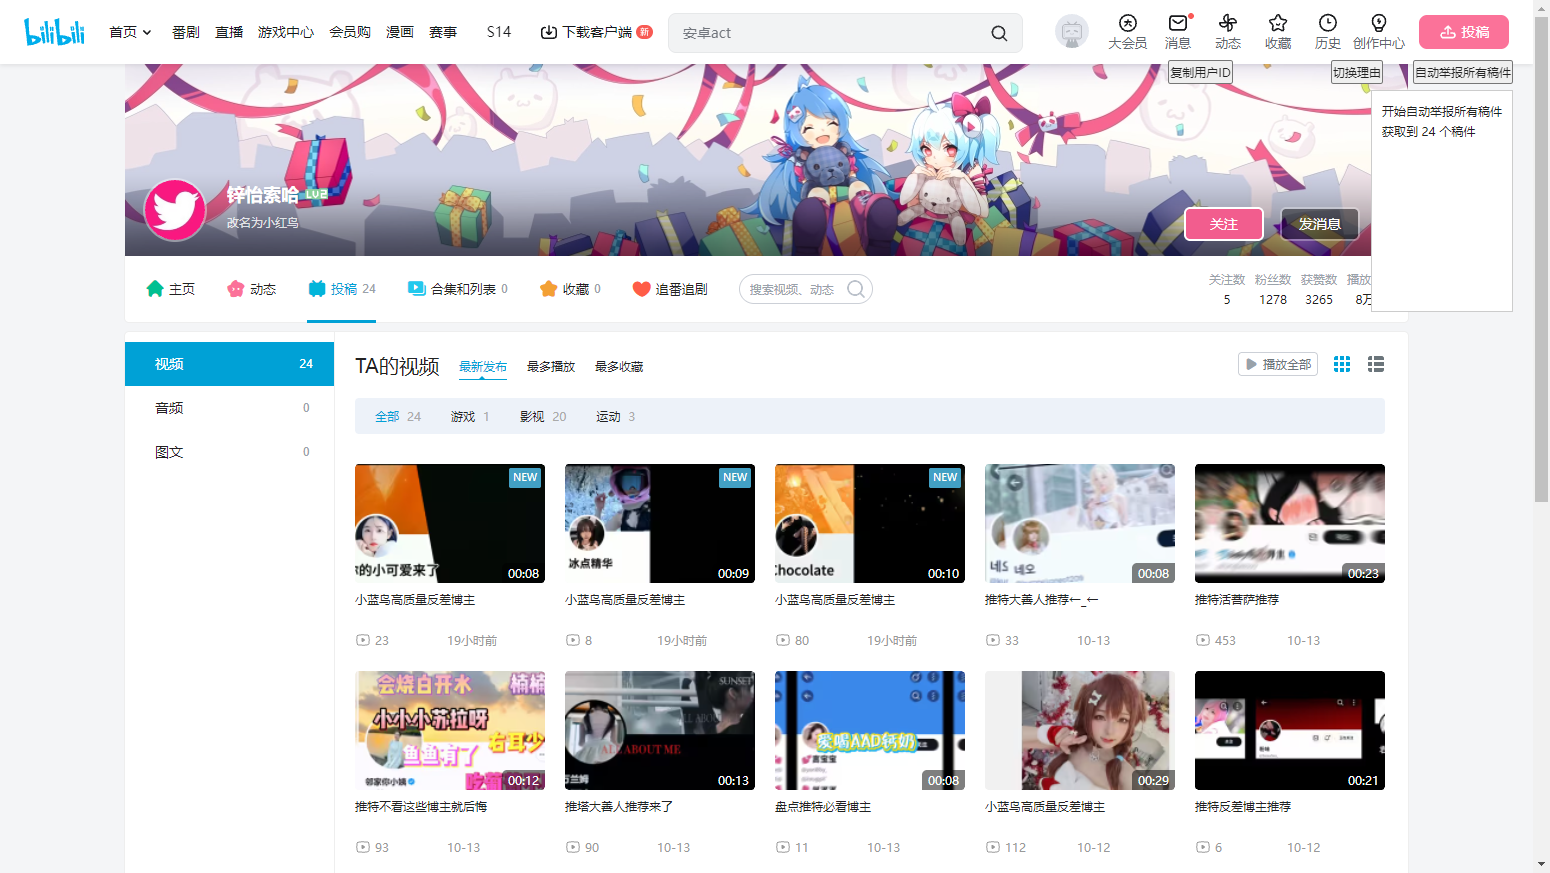 bilibili
首页
番剧
直播
游戏中心
会员购
漫画
赛事
S14
下载客户端 新
安卓act
大会员
消息
动态
收藏
历史
创作中心
投稿
复制用户ID
切换理由
自动举报所有稿件
开始自动举报所有稿件
获取到 24 个稿件
锌怡索哈 LV2
改名为小红鸟
关注
发消息
主页
动态
投稿 24
合集和列表 0
收藏 0
追番追剧
搜索视频、动态
关注数 粉丝数 获赞数 播放
5 1278 3265 8万
视频 24
音频 0
图文 0
TA的视频
最新发布
最多播放
最多收藏
播放全部
全部 24
游戏 1
影视 20
运动 3
NEW
你的小可爱来了
00:08
NEW
冰点精华
00:09
NEW
Chocolate
00:10
네오
00:08
00:23
小蓝鸟高质量反差博主
小蓝鸟高质量反差博主
小蓝鸟高质量反差博主
推特大善人推荐←_←
推特活菩萨推荐
23 19小时前
8 19小时前
80 19小时前
33 10-13
453 10-13
会烧白开水
楠楠
小小小苏拉呀
右耳少
鱼鱼有了
邻家你小姨
00:12
SUNSET
ALL ABOUT ME
万兰姆
00:13
爱喝AAD钙奶
宫宝宝
00:08
00:29
00:21
推特不看这些博主就后悔
推塔大善人推荐来了
盘点推特必看博主
小蓝鸟高质量反差博主
推特反差博主推荐
93 10-13
90 10-13
11 10-13
112 10-12
6 10-12